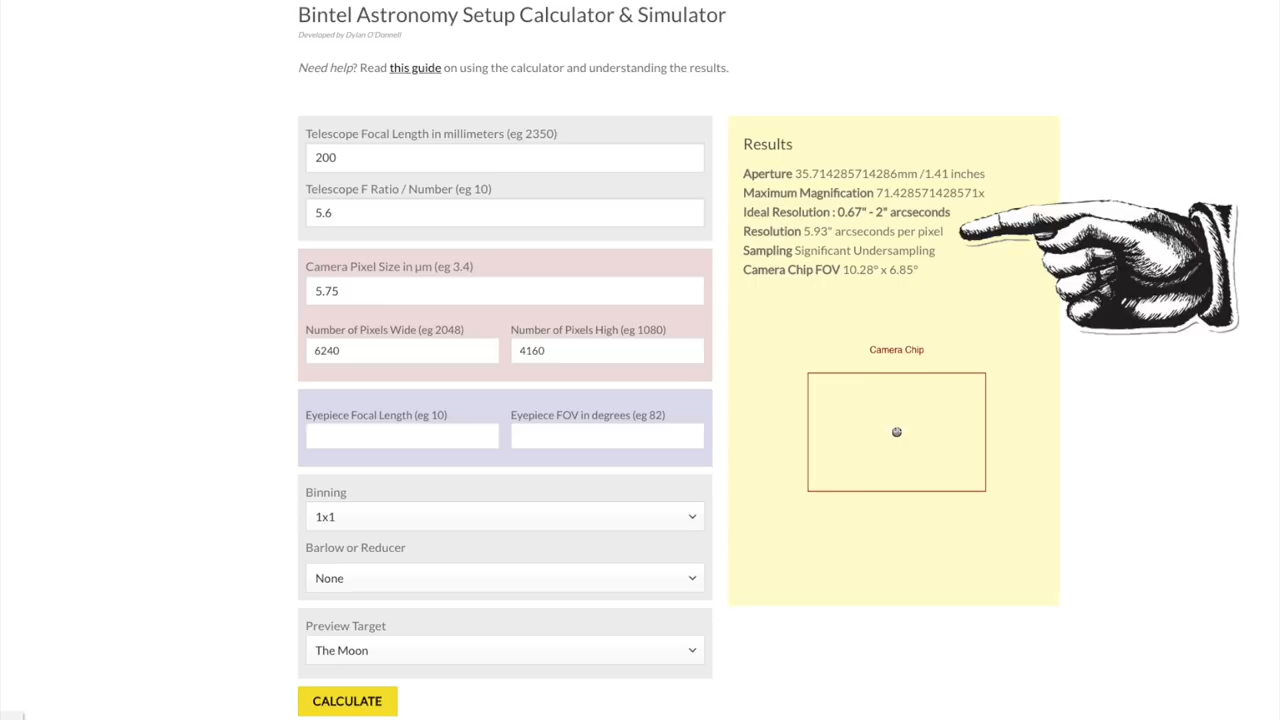 Bintel Astronomy Setup Calculator & Simulator
Developed by Dylan O'Donnell
Need help? Read this guide on using the calculator and understanding the results.
Telescope Focal Length in millimeters (eg 2350)
200
Telescope F Ratio / Number (eg 10)
5.6
Camera Pixel Size in µm (eg 3.4)
5.75
Number of Pixels Wide (eg 2048) Number of Pixels High (eg 1080)
6240 4160
Eyepiece Focal Length (eg 10) Eyepiece FOV in degrees (eg 82)
Binning
1x1
Barlow or Reducer
None
Preview Target
The Moon
CALCULATE
Results
Aperture 35.714285714286mm /1.41 inches
Maximum Magnification 71.428571428571x
Ideal Resolution : 0.67" - 2" arcseconds
Resolution 5.93" arcseconds per pixel
Sampling Significant Undersampling
Camera Chip FOV 10.28° x 6.85°
Camera Chip